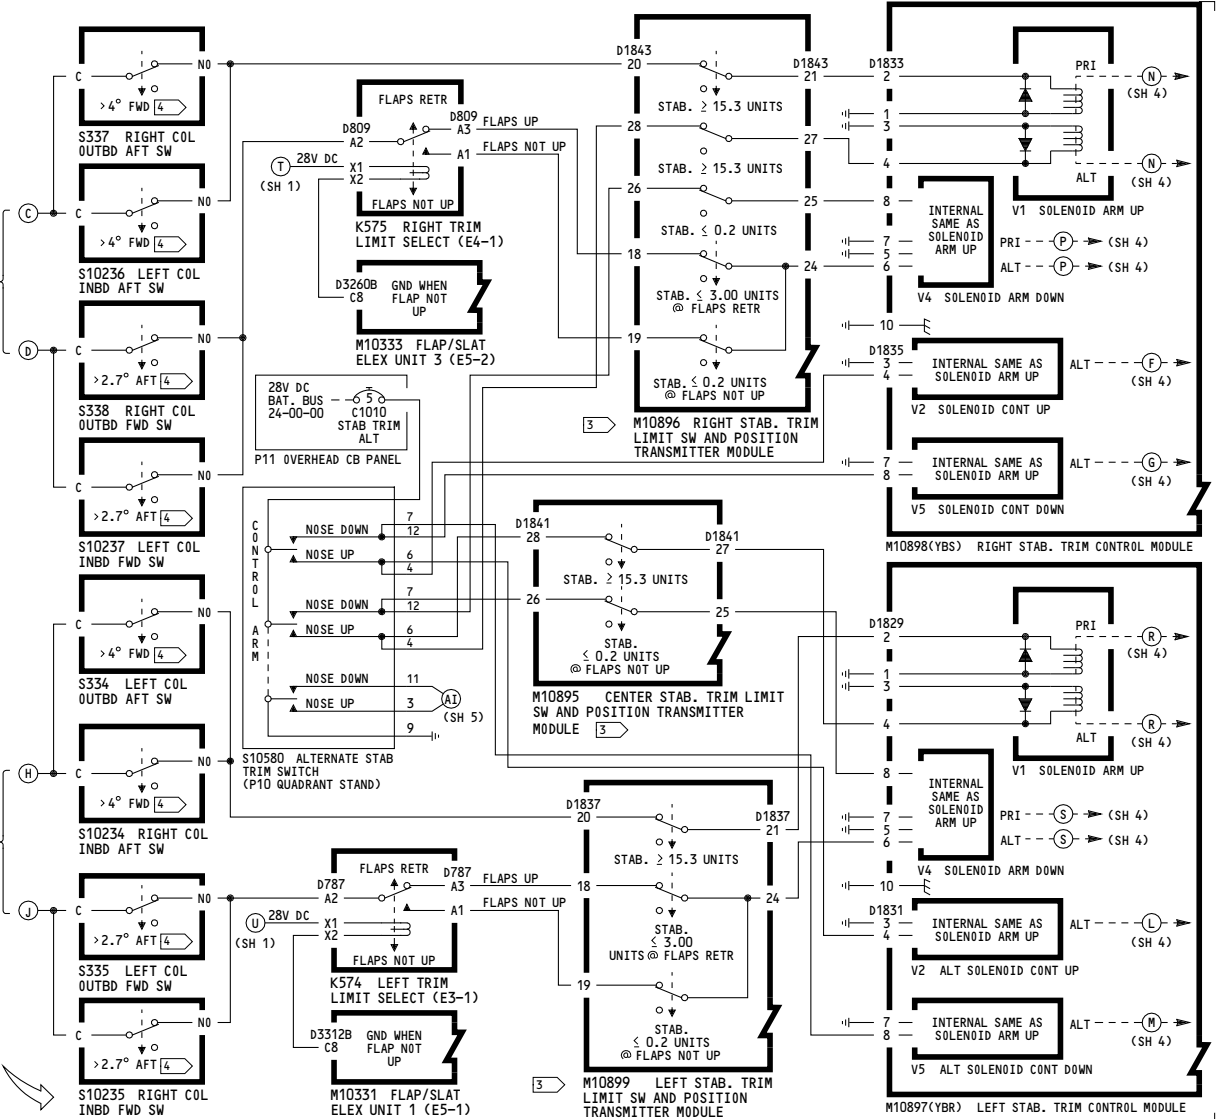 C
NO
>4° FWD 4
S337 RIGHT COL
OUTBD AFT SW
C
C
NO
>4° FWD 4
S10236 LEFT COL
INBD AFT SW
D
C
NO
>2.7° AFT 4
S338 RIGHT COL
OUTBD FWD SW
C
NO
>2.7° AFT 4
S10237 LEFT COL
INBD FWD SW
C
NO
>4° FWD 4
S334 LEFT COL
OUTBD AFT SW
H
C
NO
>4° FWD 4
S10234 RIGHT COL
INBD AFT SW
J
C
NO
>2.7° AFT 4
S335 LEFT COL
OUTBD FWD SW
C
NO
>2.7° AFT 4
S10235 RIGHT COL
INBD FWD SW
FLAPS RETR
D809
A2
D809
A3
FLAPS UP
A1
FLAPS NOT UP
T
28V DC
(SH 1)
X1
X2
FLAPS NOT UP
K575 RIGHT TRIM
LIMIT SELECT (E4-1)
D3260B
C8
GND WHEN
FLAP NOT
UP
M10333 FLAP/SLAT
ELEX UNIT 3 (E5-2)
28V DC
BAT. BUS
24-00-00
5
C1010
STAB TRIM
ALT
P11 OVERHEAD CB PANEL
CONTROL ARM
NOSE DOWN
7
12
NOSE UP
6
4
NOSE DOWN
7
12
NOSE UP
6
4
NOSE DOWN
11
NOSE UP
3
AI
(SH 5)
9
S10580 ALTERNATE STAB
TRIM SWITCH
(P10 QUADRANT STAND)
FLAPS RETR
D787
A2
D787
A3
FLAPS UP
A1
FLAPS NOT UP
U
28V DC
(SH 1)
X1
X2
FLAPS NOT UP
K574 LEFT TRIM
LIMIT SELECT (E3-1)
D3312B
C8
GND WHEN
FLAP NOT
UP
M10331 FLAP/SLAT
ELEX UNIT 1 (E5-1)
D1843
20
D1843
21
STAB. ≥ 15.3 UNITS
28
27
STAB. ≥ 15.3 UNITS
26
25
STAB. ≤ 0.2 UNITS
18
24
STAB. ≤ 3.00 UNITS
@ FLAPS RETR
19
STAB. ≤ 0.2 UNITS
@ FLAPS NOT UP
3
M10896 RIGHT STAB. TRIM
LIMIT SW AND POSITION
TRANSMITTER MODULE
D1841
28
D1841
27
STAB. ≥ 15.3 UNITS
26
25
STAB.
≤ 0.2 UNITS
@ FLAPS NOT UP
M10895 CENTER STAB. TRIM LIMIT
SW AND POSITION TRANSMITTER
MODULE 3
D1837
20
D1837
21
STAB. ≥ 15.3 UNITS
18
24
STAB.
≤ 3.00
UNITS @ FLAPS RETR
19
STAB.
≤ 0.2 UNITS
@ FLAPS NOT UP
3
M10899 LEFT STAB. TRIM
LIMIT SW AND POSITION
TRANSMITTER MODULE
D1833
2
PRI
N
(SH 4)
1
3
4
ALT
N
(SH 4)
V1 SOLENOID ARM UP
8
INTERNAL
SAME AS
SOLENOID
ARM UP
7
5
6
PRI
P
(SH 4)
ALT
P
(SH 4)
V4 SOLENOID ARM DOWN
10
D1835
3
4
INTERNAL SAME AS
SOLENOID ARM UP
ALT
F
(SH 4)
V2 SOLENOID CONT UP
7
8
INTERNAL SAME AS
SOLENOID ARM UP
ALT
G
(SH 4)
V5 SOLENOID CONT DOWN
M10898(YBS) RIGHT STAB. TRIM CONTROL MODULE
D1829
2
PRI
R
(SH 4)
1
3
4
ALT
R
(SH 4)
V1 SOLENOID ARM UP
8
INTERNAL
SAME AS
SOLENOID
ARM UP
7
5
6
PRI
S
(SH 4)
ALT
S
(SH 4)
V4 SOLENOID ARM DOWN
10
D1831
3
4
INTERNAL SAME AS
SOLENOID ARM UP
ALT
L
(SH 4)
V2 ALT SOLENOID CONT UP
7
8
INTERNAL SAME AS
SOLENOID ARM UP
ALT
M
(SH 4)
V5 ALT SOLENOID CONT DOWN
M10897(YBR) LEFT STAB. TRIM CONTROL MODULE